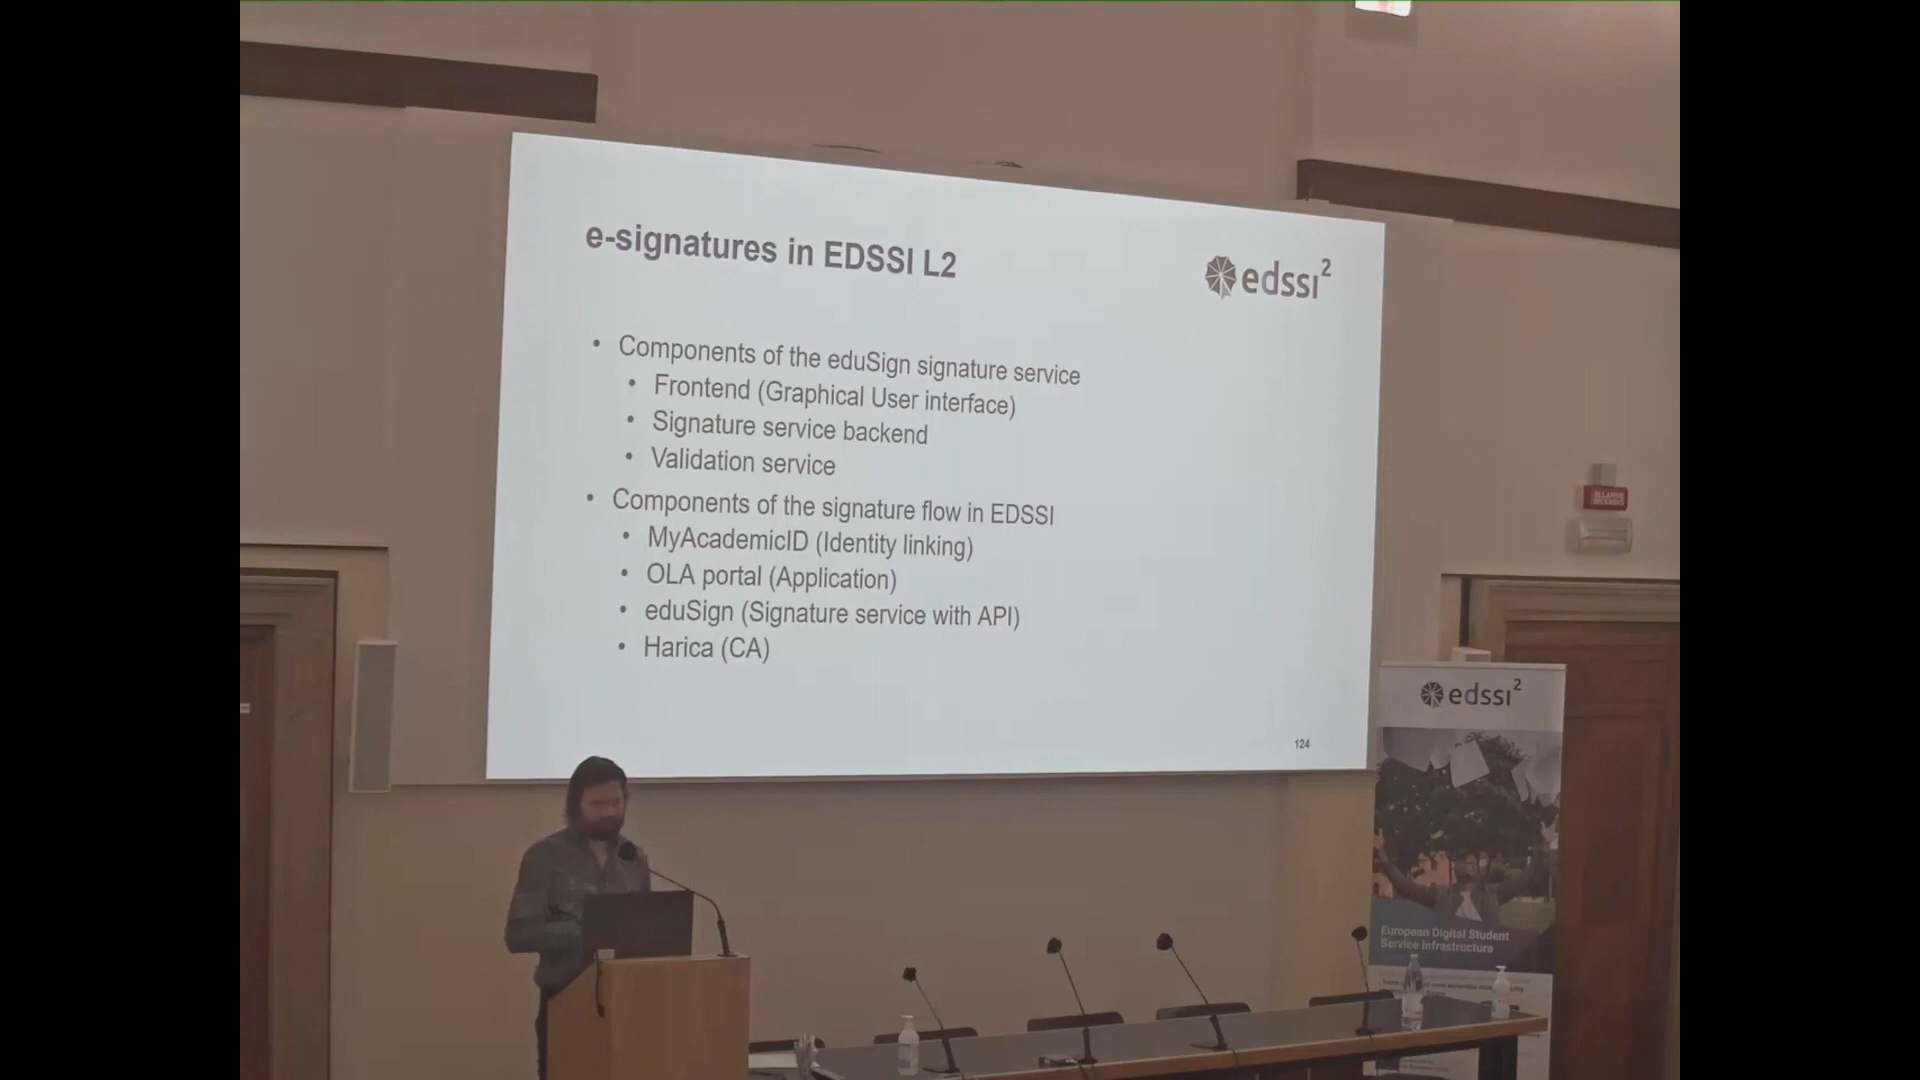 e-signatures in EDSSI L2
edssi²
• Components of the eduSign signature service
• Frontend (Graphical User interface)
• Signature service backend
• Validation service
• Components of the signature flow in EDSSI
• MyAcademicID (Identity linking)
• OLA portal (Application)
• eduSign (Signature service with API)
• Harica (CA)
124
ALLARME
INCENDIO
edssi²
European Digital Student
Service Infrastructure